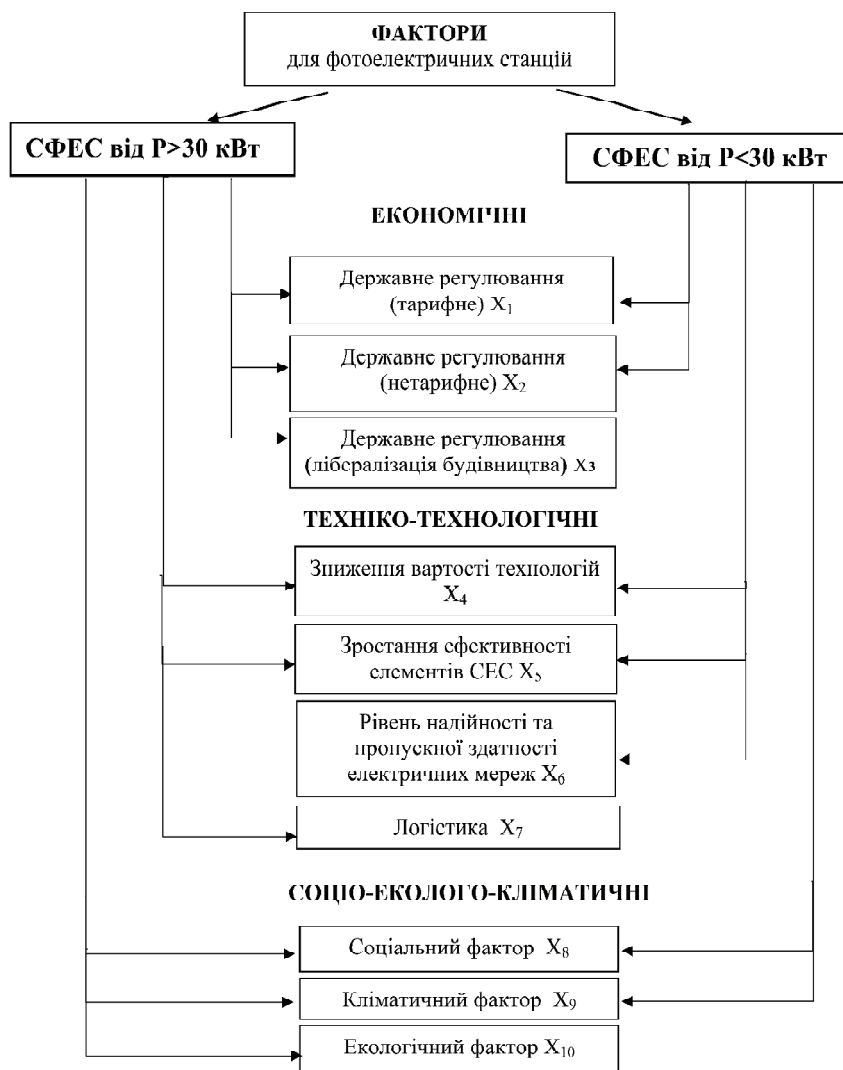 ФАКТОРИ
для фотоелектричних станцій
СФЕС від Р>30 кВт
СФЕС від Р<30 кВт
ЕКОНОМІЧНІ
Державне регулювання
(тарифне) X₁
Державне регулювання
(нетарифне) X₂
Державне регулювання
(лібералізація будівництва) X3
ТЕХНІКО-ТЕХНОЛОГІЧНІ
Зниження вартості технологій
X₄
Зростання ефективності
елементів СЕС X₅
Рівень надійності та
пропускної здатності
електричних мереж X₆
Логістика X₇
СОЦІО-ЕКОЛОГО-КЛІМАТИЧНІ
Соціальний фактор X₈
Кліматичний фактор X₉
Екологічний фактор X₁₀